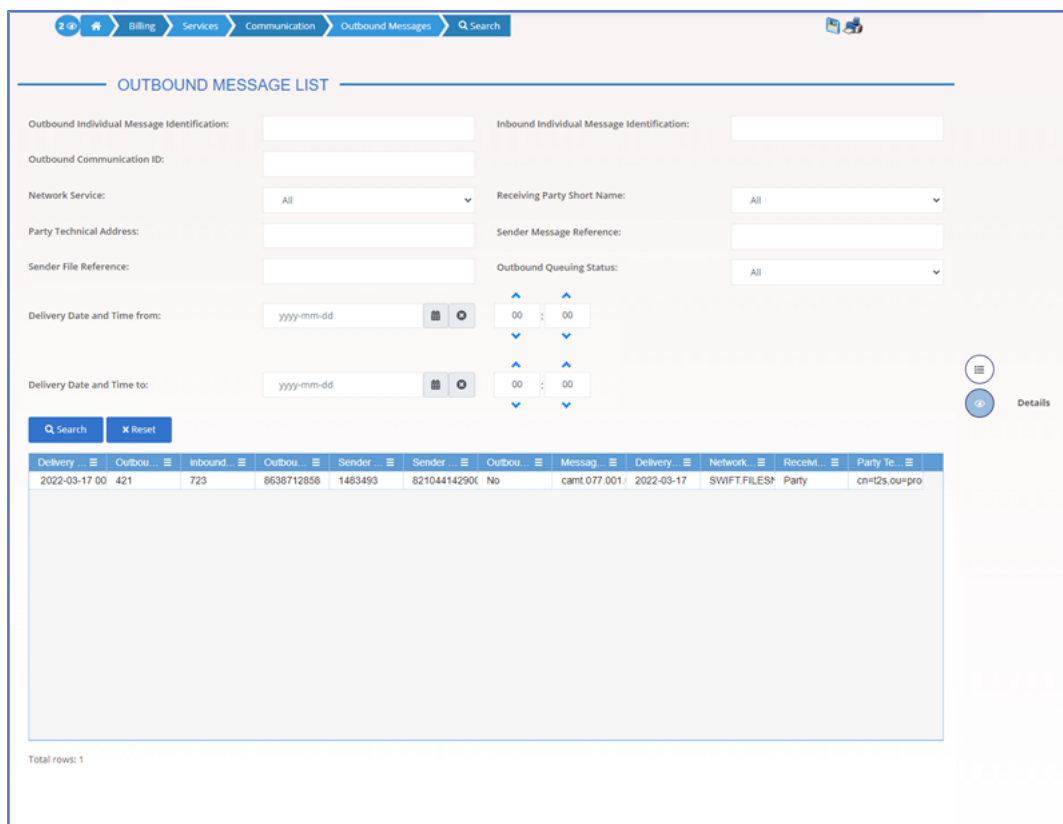 2 Billing Services Communication Outbound Messages Search
OUTBOUND MESSAGE LIST
Outbound Individual Message Identification: Inbound Individual Message Identification:
Outbound Communication ID:
Network Service: All Receiving Party Short Name: All
Party Technical Address: Sender Message Reference:
Sender File Reference: Outbound Queuing Status: All
Delivery Date and Time from: yyyy-mm-dd 00 : 00
Delivery Date and Time to: yyyy-mm-dd 00 : 00
Details
Search Reset
Delivery ... Outbou... Inbound... Outbou... Sender ... Sender ... Outbou... Messag... Delivery... Network... Receivi... Party Te...
2022-03-17 00 421 723 8638712858 1483493 82104414290( No camt.077.001. 2022-03-17 SWIFT.FILES Party cn=t2s,ou=pro
Total rows: 1